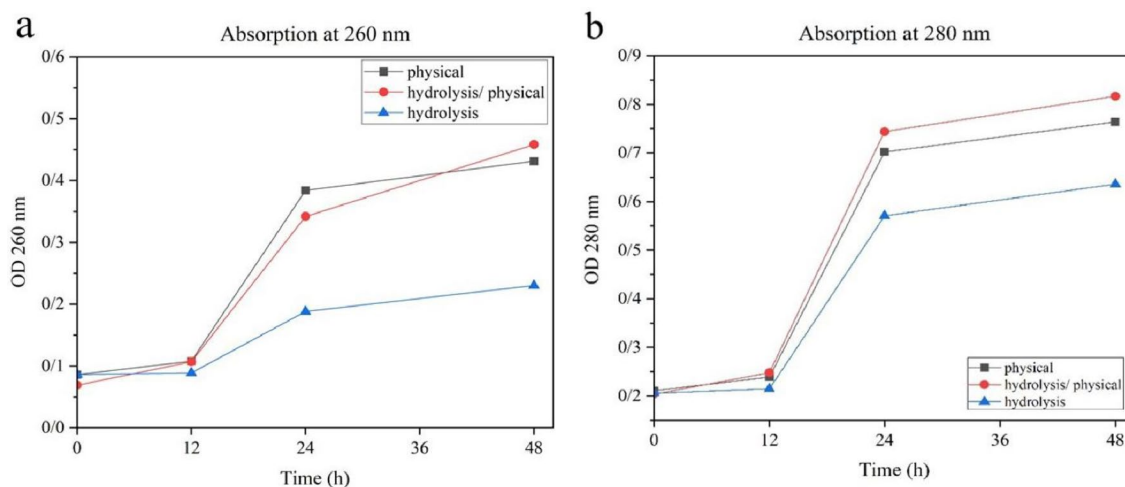 a
Absorption at 260 nm
0/6
0/5
0/4
0/3
0/2
0/1
0/0
OD 260 nm
physical
hydrolysis/ physical
hydrolysis
0
12
24
36
48
Time (h)
b
Absorption at 280 nm
0/9
0/8
0/7
0/6
0/5
0/4
0/3
0/2
OD 280 nm
physical
hydrolysis/ physical
hydrolysis
0
12
24
36
48
Time (h)